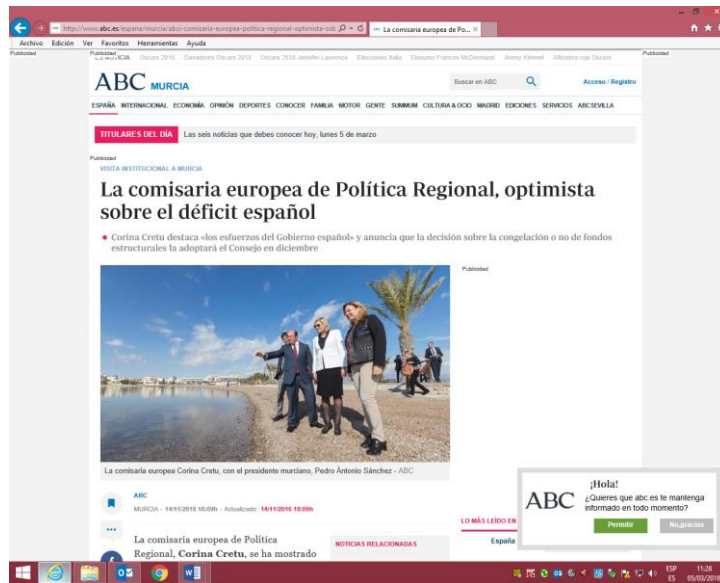 http://www.abc.es/espana/murcia/abci-comisaria-europea-politica-regional-optimista-sob
La comisaria europea de Po...
Archivo Edición Ver Favoritos Herramientas Ayuda
Publicidad
Publicidad
Publicidad
Oscars 2018 Ganadores Oscars 2018 Oscars 2018 Jennifer Lawrence Elecciones Italia Discurso Frances McDormand Jimmy Kimmel Alfombra roja Oscars
ABC MURCIA
Buscar en ABC
Acceso / Registro
ESPAÑA INTERNACIONAL ECONOMÍA OPINIÓN DEPORTES CONOCER FAMILIA MOTOR GENTE SUMMUM CULTURA & OCIO MADRID EDICIONES SERVICIOS ABCSEVILLA
TITULARES DEL DÍA Las seis noticias que debes conocer hoy, lunes 5 de marzo
Publicidad
VISITA INSTITUCIONAL A MURCIA
La comisaria europea de Política Regional, optimista
sobre el déficit español
Corina Cretu destaca «los esfuerzos del Gobierno español» y anuncia que la decisión sobre la congelación o no de fondos
estructurales la adoptará el Consejo en diciembre
Publicidad
La comisaria europea Corina Cretu, con el presidente murciano, Pedro Antonio Sánchez - ABC
ABC
MURCIA - 14/11/2016 18:09h - Actualizado: 14/11/2016 18:09h
La comisaria europea de Política
Regional, Corina Cretu, se ha mostrado
NOTICIAS RELACIONADAS
LO MÁS LEÍDO EN
España
ABC
¡Hola!
¿Quieres que abc.es te mantenga
informado en todo momento?
Permitir
No,gracias
ESP
ES
11:28